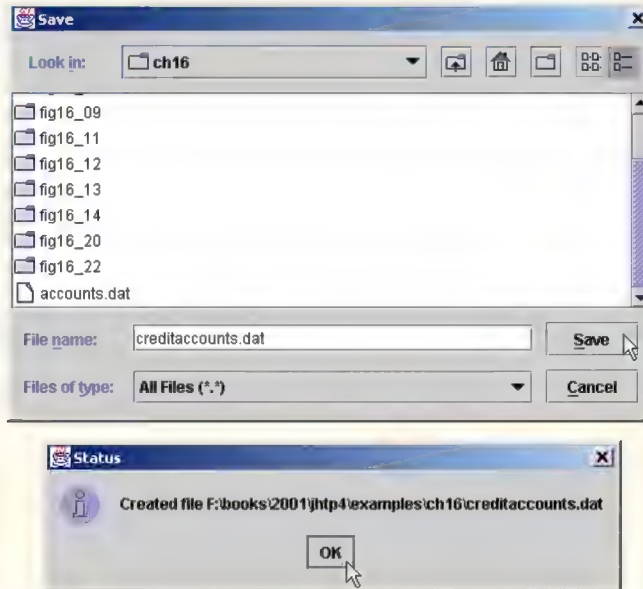 Save
Look in: ch16
fig16_09
fig16_11
fig16_12
fig16_13
fig16_14
fig16_20
fig16_22
accounts.dat
File name: creditaccounts.dat Save
Files of type: All Files (*.*) Cancel
Status
Created file F:\books\2001\jhtp4\examples\ch16\creditaccounts.dat
OK